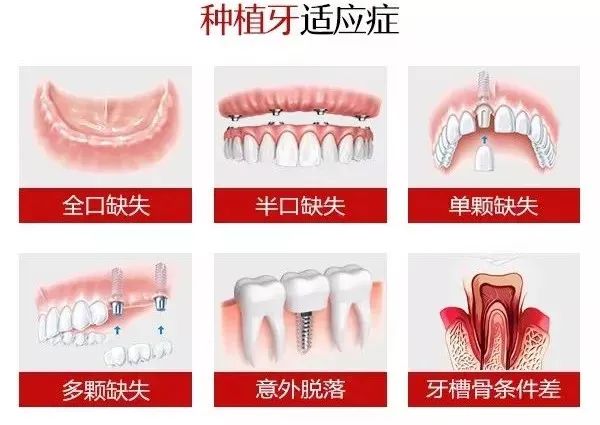 种植牙适应症
全口缺失
半口缺失
单颗缺失
多颗缺失
意外脱落
牙槽骨条件差